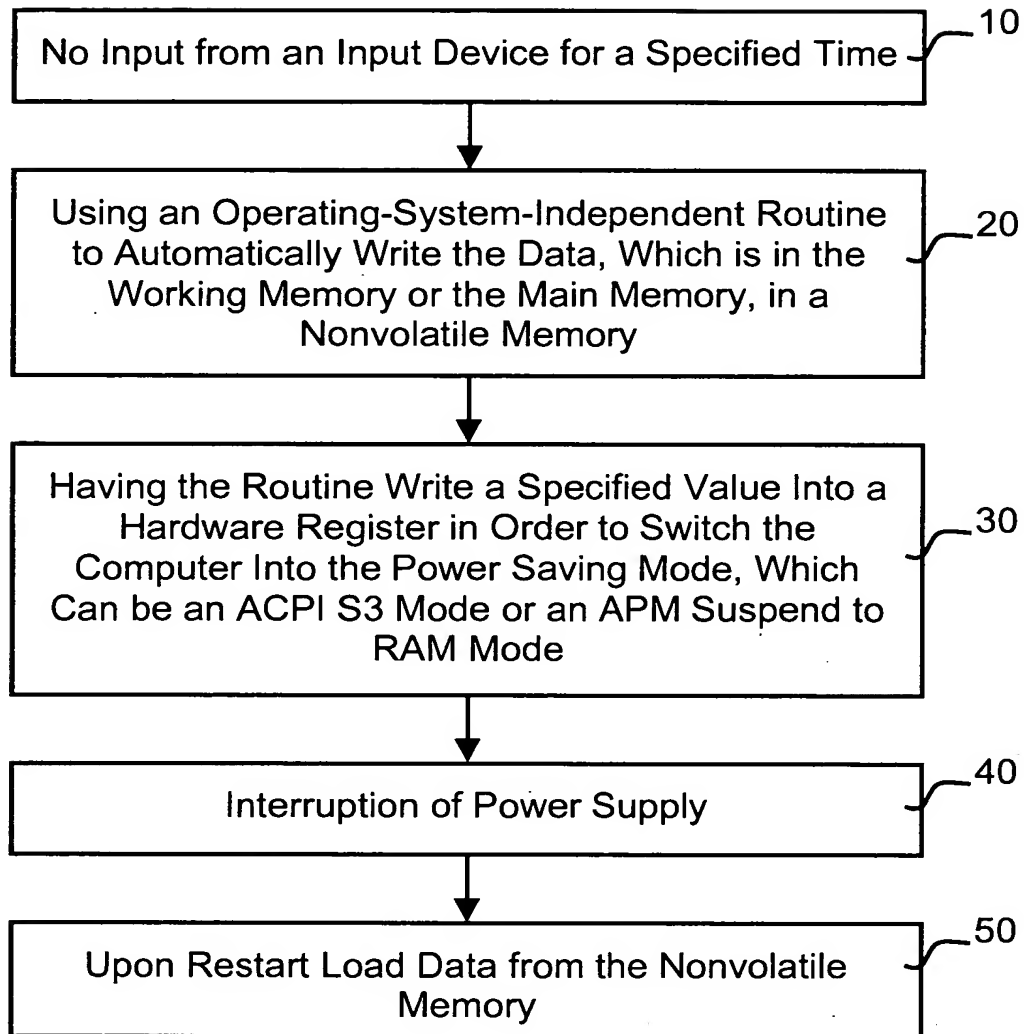 10
No Input from an Input Device for a Specified Time
20
Using an Operating-System-Independent Routine
to Automatically Write the Data, Which is in the
Working Memory or the Main Memory, in a
Nonvolatile Memory
30
Having the Routine Write a Specified Value Into a
Hardware Register in Order to Switch the
Computer Into the Power Saving Mode, Which
Can be an ACPI S3 Mode or an APM Suspend to
RAM Mode
40
Interruption of Power Supply
50
Upon Restart Load Data from the Nonvolatile
Memory